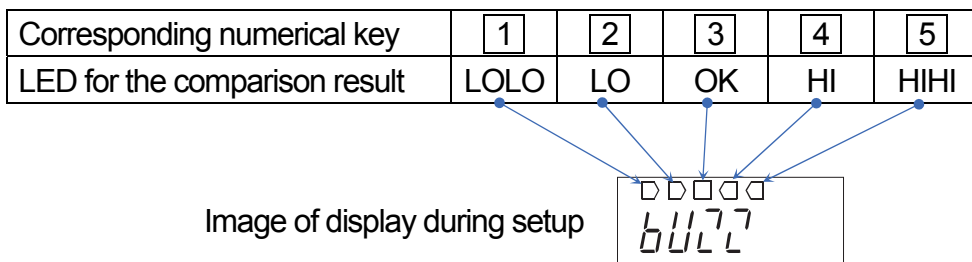 Corresponding numerical key 1 2 3 4 5
LED for the comparison result LOLO LO OK HI HIHI
Image of display during setup
bUZZ